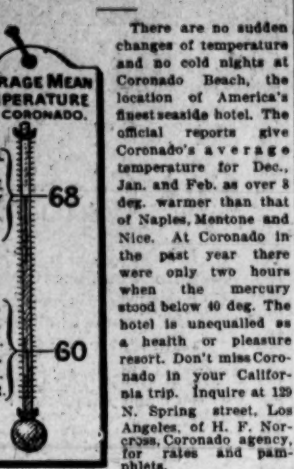 RAGE MEAN
PERATURE
CORONADO.
68
60
There are no sudden
changes of temperature
and no cold nights at
Coronado Beach, the
location of America's
finest seaside hotel. The
official reports give
Coronado's average
temperature for Dec.,
Jan. and Feb. as over 8
deg. warmer than that
of Naples, Mentone and
Nice. At Coronado in
the past year there
were only two hours
when the mercury
stood below 40 deg. The
hotel is unequalled as
a health or pleasure
resort. Don't miss Coro-
nado in your Califor-
nia trip. Inquire at 129
N. Spring street, Los
Angeles, of H. F. Nor-
cross, Coronado agency,
for rates and pam-
phlets.